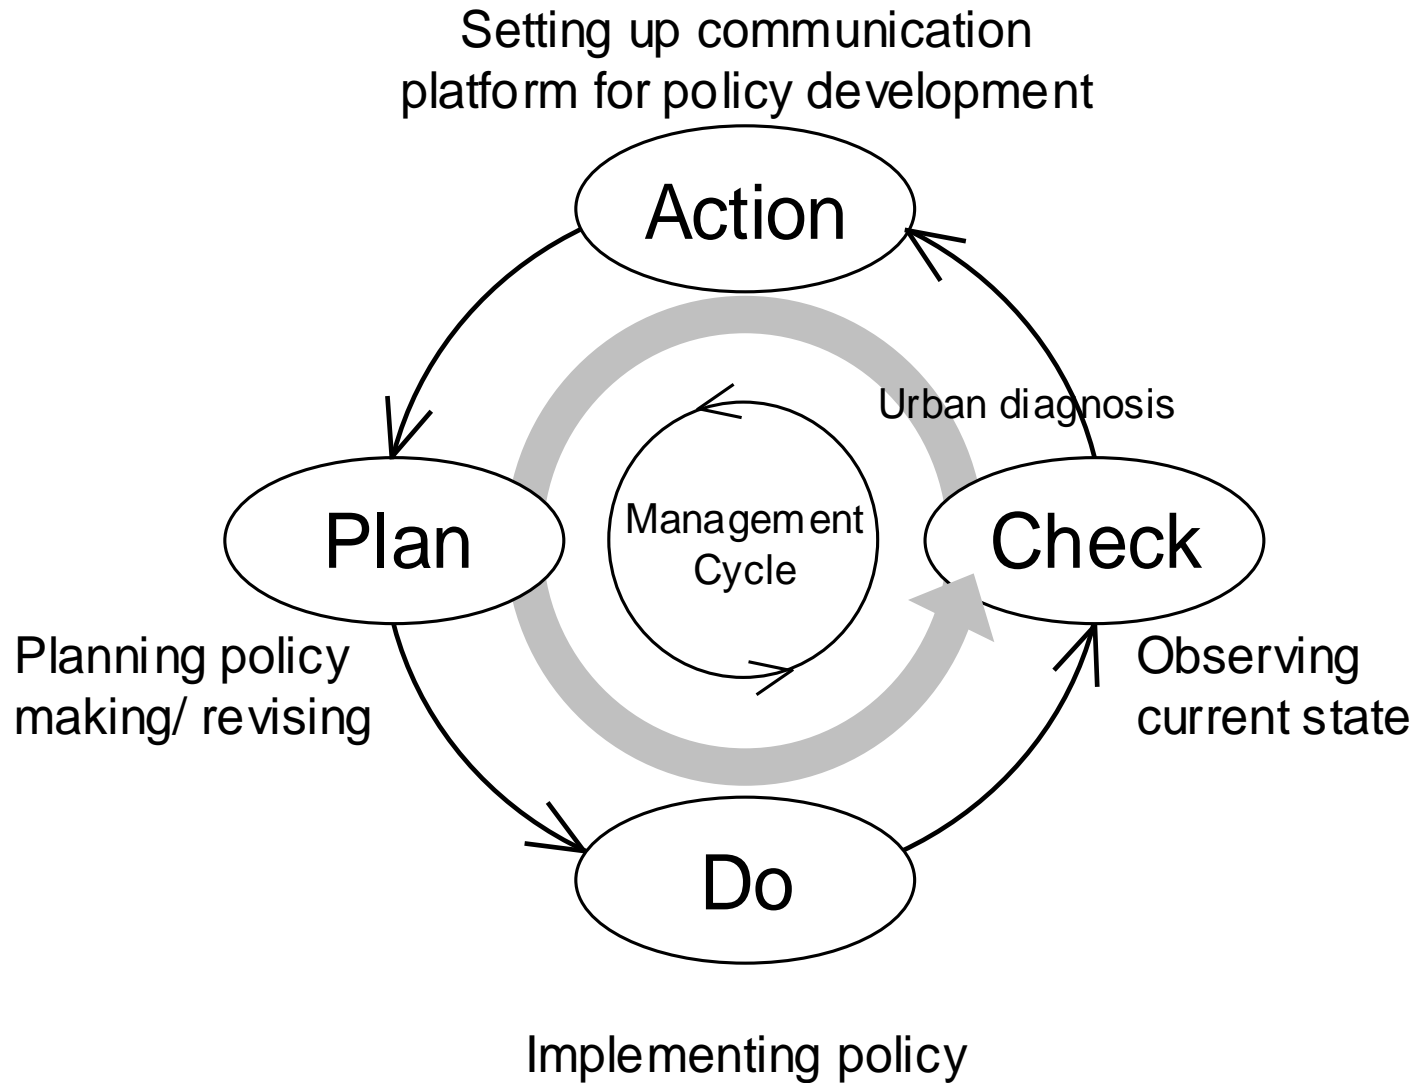 Setting up communication
platform for policy development
Action
Urban diagnosis
Management
Cycle
Plan
Check
Planning policy
making/ revising
Observing
current state
Do
Implementing policy